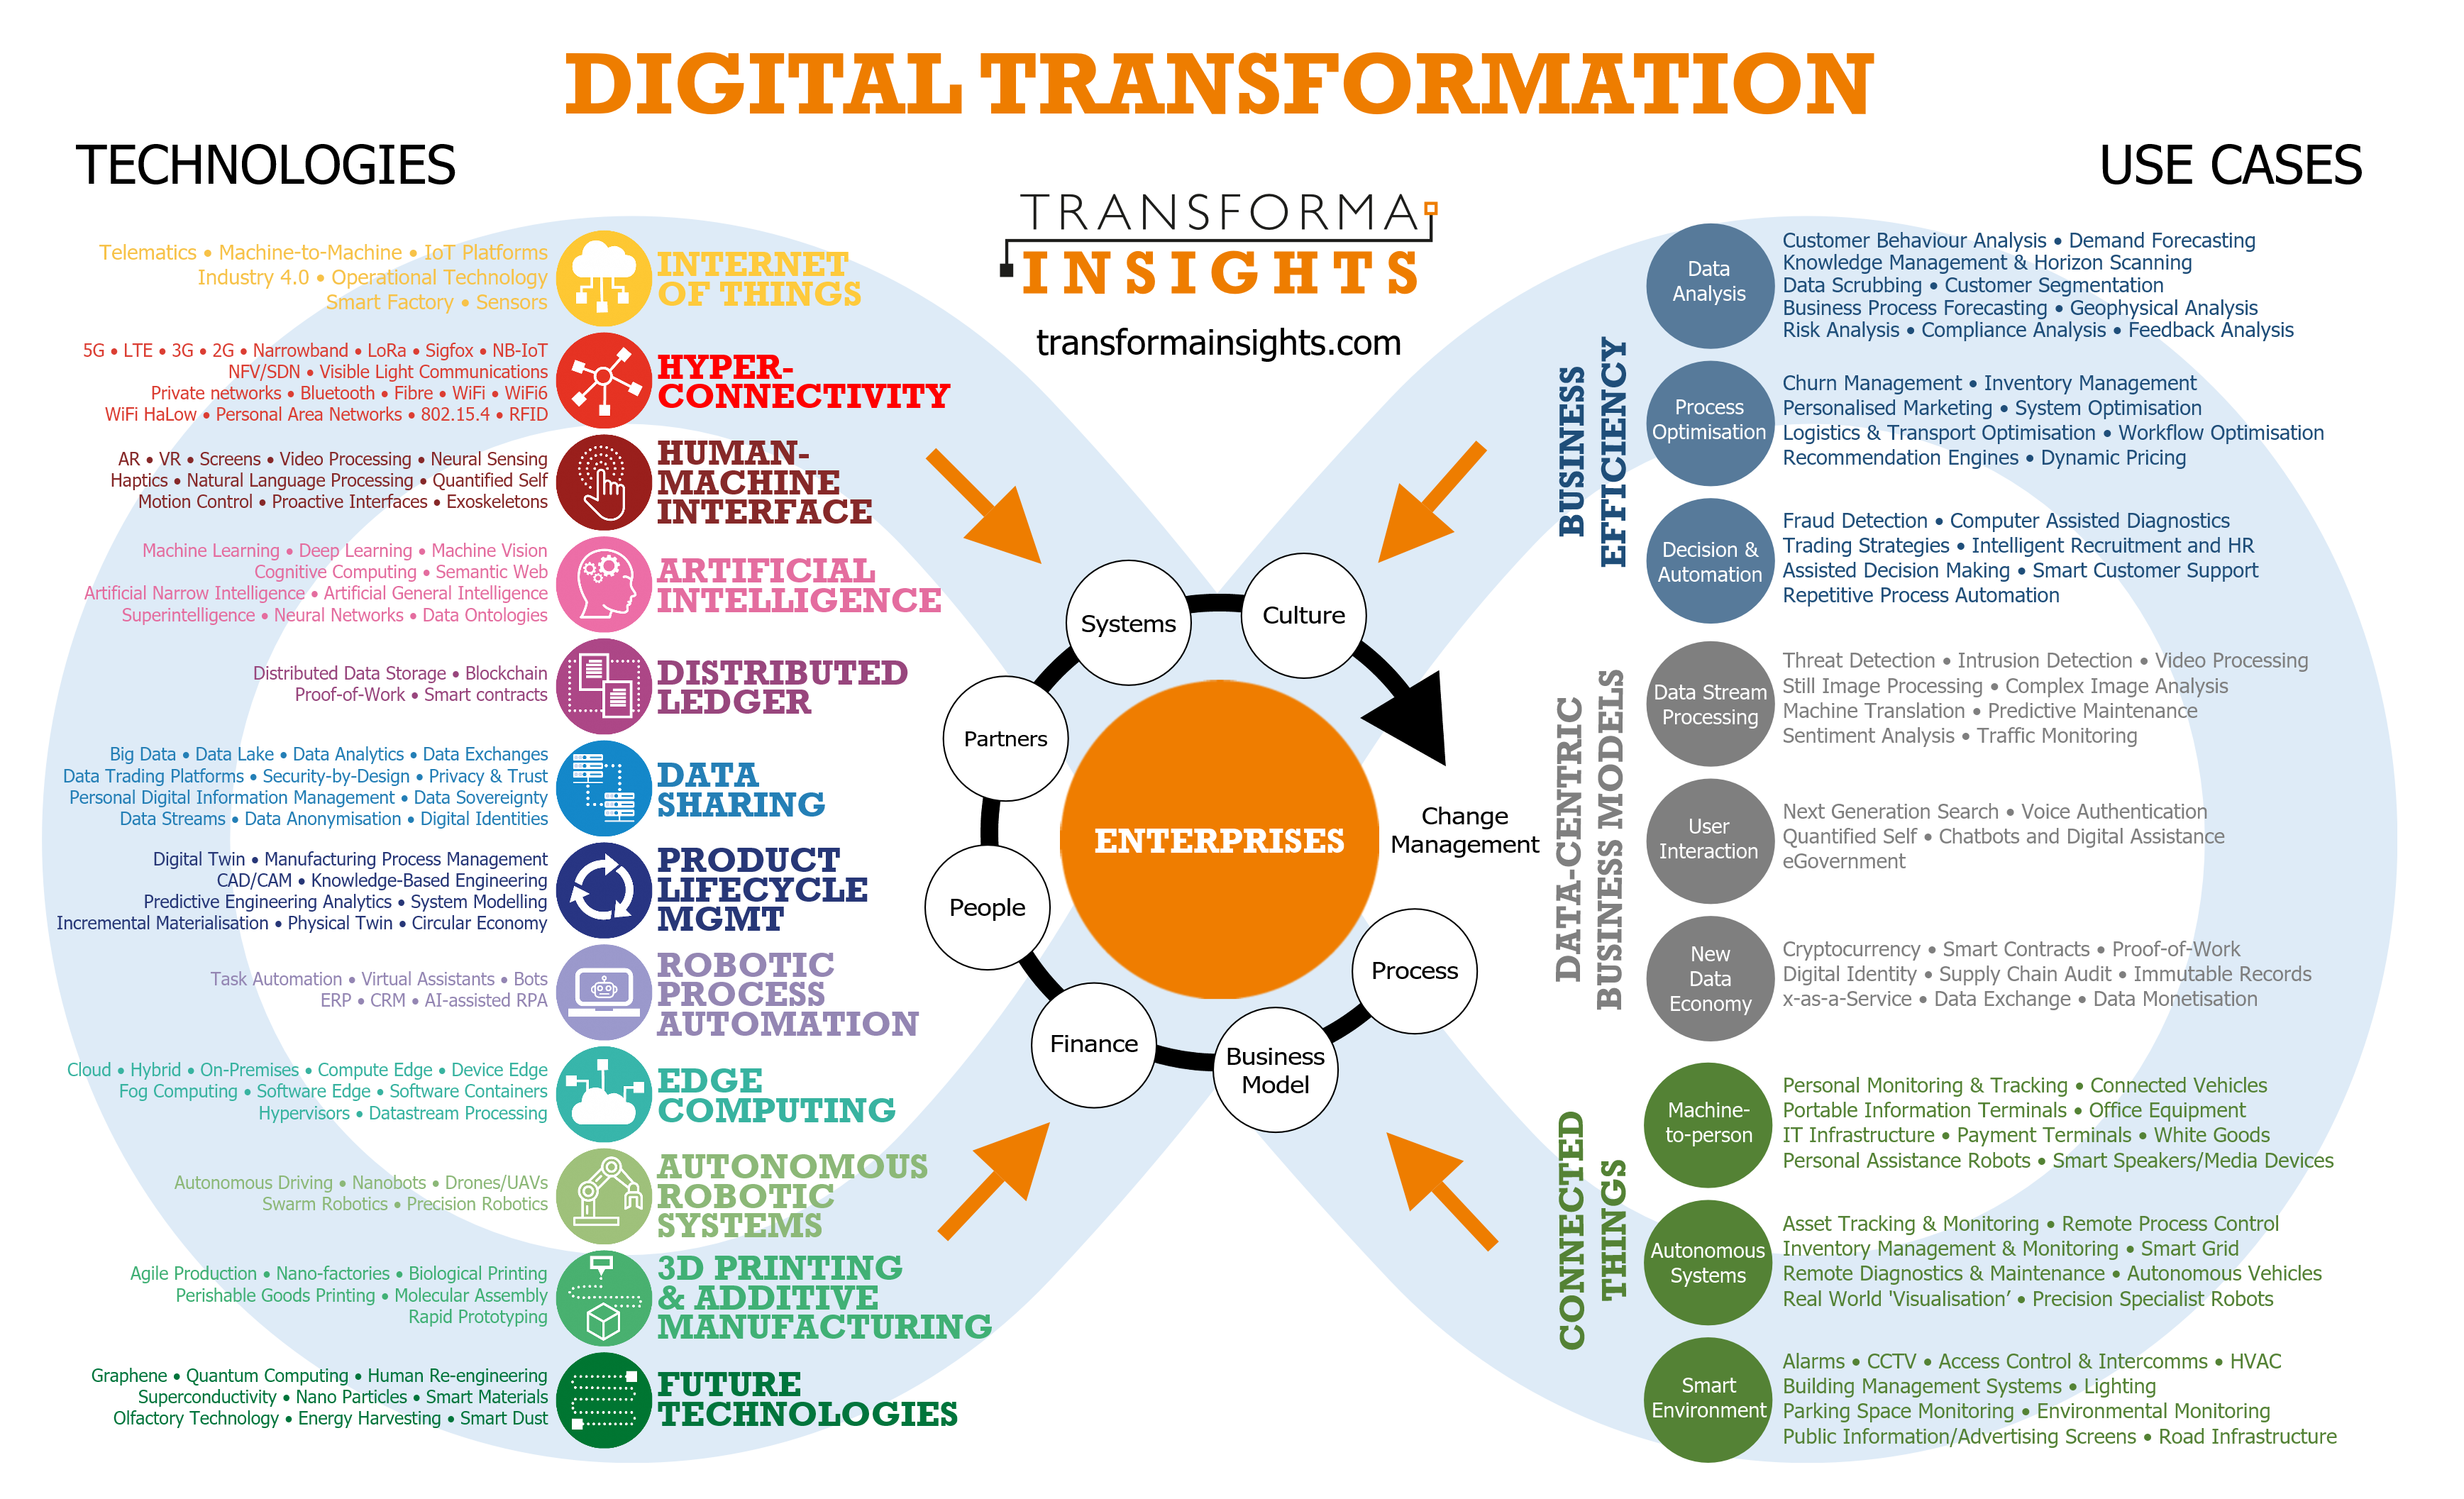 DIGITAL TRANSFORMATION
TECHNOLOGIES
USE CASES
TRANSFORMA
INSIGHTS
transformainsights.com
Telematics • Machine-to-Machine • IoT Platforms
Industry 4.0 • Operational Technology
Smart Factory • Sensors
INTERNET
OF THINGS
5G • LTE • 3G • 2G • Narrowband • LoRa • Sigfox • NB-IoT
NFV/SDN • Visible Light Communications
Private networks • Bluetooth • Fibre • WiFi • WiFi6
WiFi HaLow • Personal Area Networks • 802.15.4 • RFID
HYPER-
CONNECTIVITY
AR • VR • Screens • Video Processing • Neural Sensing
Haptics • Natural Language Processing • Quantified Self
Motion Control • Proactive Interfaces • Exoskeletons
HUMAN-
MACHINE
INTERFACE
Machine Learning • Deep Learning • Machine Vision
Cognitive Computing • Semantic Web
Artificial Narrow Intelligence • Artificial General Intelligence
Superintelligence • Neural Networks • Data Ontologies
ARTIFICIAL
INTELLIGENCE
Distributed Data Storage • Blockchain
Proof-of-Work • Smart contracts
DISTRIBUTED
LEDGER
Big Data • Data Lake • Data Analytics • Data Exchanges
Data Trading Platforms • Security-by-Design • Privacy & Trust
Personal Digital Information Management • Data Sovereignty
Data Streams • Data Anonymisation • Digital Identities
DATA
SHARING
Digital Twin • Manufacturing Process Management
CAD/CAM • Knowledge-Based Engineering
Predictive Engineering Analytics • System Modelling
Incremental Materialisation • Physical Twin • Circular Economy
PRODUCT
LIFECYCLE
MGMT
Task Automation • Virtual Assistants • Bots
ERP • CRM • AI-assisted RPA
ROBOTIC
PROCESS
AUTOMATION
Cloud • Hybrid • On-Premises • Compute Edge • Device Edge
Fog Computing • Software Edge • Software Containers
Hypervisors • Datastream Processing
EDGE
COMPUTING
Autonomous Driving • Nanobots • Drones/UAVs
Swarm Robotics • Precision Robotics
AUTONOMOUS
ROBOTIC
SYSTEMS
Agile Production • Nano-factories • Biological Printing
Perishable Goods Printing • Molecular Assembly
Rapid Prototyping
3D PRINTING
& ADDITIVE
MANUFACTURING
Graphene • Quantum Computing • Human Re-engineering
Superconductivity • Nano Particles • Smart Materials
Olfactory Technology • Energy Harvesting • Smart Dust
FUTURE
TECHNOLOGIES
Systems
Culture
Partners
People
Finance
Business
Model
Process
Change
Management
ENTERPRISES
BUSINESS
EFFICIENCY
Data
Analysis
Customer Behaviour Analysis • Demand Forecasting
Knowledge Management & Horizon Scanning
Data Scrubbing • Customer Segmentation
Business Process Forecasting • Geophysical Analysis
Risk Analysis • Compliance Analysis • Feedback Analysis
Process
Optimisation
Churn Management • Inventory Management
Personalised Marketing • System Optimisation
Logistics & Transport Optimisation • Workflow Optimisation
Recommendation Engines • Dynamic Pricing
Decision &
Automation
Fraud Detection • Computer Assisted Diagnostics
Trading Strategies • Intelligent Recruitment and HR
Assisted Decision Making • Smart Customer Support
Repetitive Process Automation
DATA-CENTRIC
BUSINESS MODELS
Data Stream
Processing
Threat Detection • Intrusion Detection • Video Processing
Still Image Processing • Complex Image Analysis
Machine Translation • Predictive Maintenance
Sentiment Analysis • Traffic Monitoring
User
Interaction
Next Generation Search • Voice Authentication
Quantified Self • Chatbots and Digital Assistance
eGovernment
New
Data
Economy
Cryptocurrency • Smart Contracts • Proof-of-Work
Digital Identity • Supply Chain Audit • Immutable Records
x-as-a-Service • Data Exchange • Data Monetisation
CONNECTED
THINGS
Machine-
to-person
Personal Monitoring & Tracking • Connected Vehicles
Portable Information Terminals • Office Equipment
IT Infrastructure • Payment Terminals • White Goods
Personal Assistance Robots • Smart Speakers/Media Devices
Autonomous
Systems
Asset Tracking & Monitoring • Remote Process Control
Inventory Management & Monitoring • Smart Grid
Remote Diagnostics & Maintenance • Autonomous Vehicles
Real World 'Visualisation’ • Precision Specialist Robots
Smart
Environment
Alarms • CCTV • Access Control & Intercomms • HVAC
Building Management Systems • Lighting
Parking Space Monitoring • Environmental Monitoring
Public Information/Advertising Screens • Road Infrastructure